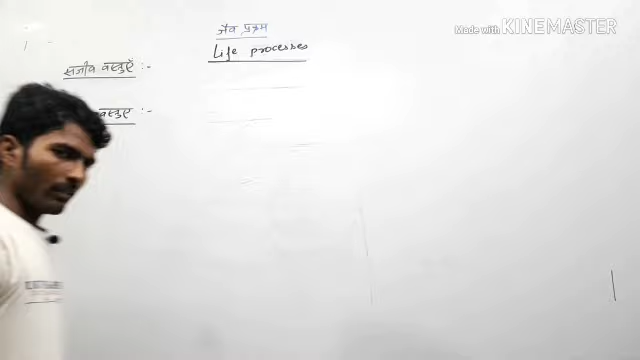 जैव प्रक्रम
Made with KINEMASTER
Life processes
सजीव वस्तुएँ :-
वस्तुएँ :-